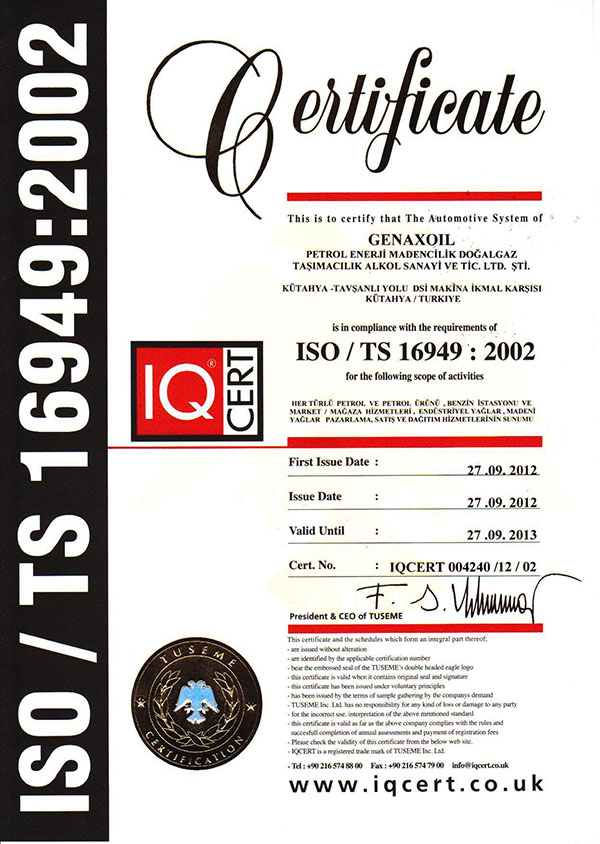 ISO / TS 16949:2002
Certificate
This is to certify that The Automotive System of
GENAXOIL
PETROL ENERJİ MADENCİLİK DOĞALGAZ
TAŞIMACILIK ALKOL SANAYİ VE TİC. LTD. ŞTİ.
KÜTAHYA -TAVŞANLI YOLU DSİ MAKİNA İKMAL KARŞISI
KÜTAHYA / TURKIYE
is in compliance with the requirements of
ISO / TS 16949 : 2002
for the following scope of activities
HER TÜRLÜ PETROL VE PETROL ÜRÜNÜ , BENZİN İSTASYONU VE
MARKET / MAĞAZA HİZMETLERİ , ENDÜSTRİYEL YAĞLAR , MADENİ
YAĞLAR PAZARLAMA, SATIŞ VE DAĞITIM HİZMETLERİNİN SUNUMU
IQ®
CERT
First Issue Date : 27 .09. 2012
Issue Date : 27 .09. 2012
Valid Until : 27 .09. 2013
Cert. No. : IQCERT 004240 /12 / 02
President & CEO of TUSEME
This certificate and the schedules which form an integral part thereof;
- are issued without alteration
- are identified by the applicable certification number
- bear the embossed seal of the TUSEME's double headed eagle logo
- this certificate is valid when it contains original seal and signature
- this certificate has been issued under voluntary principles
- has been issued by the terms of sample gathering by the companys demand
- TUSEME Inc. Ltd. has no responsibility for any kind of loss or damage to any party
- for the incorrect use, interpretation of the above mentioned standard
- this certificate is valid as far as the above company complies with the rules and
succesfull completion of annual assessments and payment of registration fees
- Please check the validity of this certificate from the below web site.
- IQCERT is a registered trade mark of TUSEME Inc. Ltd.
- Tel : +90 216 574 88 00 Fax : +90 216 574 79 00 info@iqcert.co.uk
www.iqcert.co.uk
TUSEME
CERTIFICATION